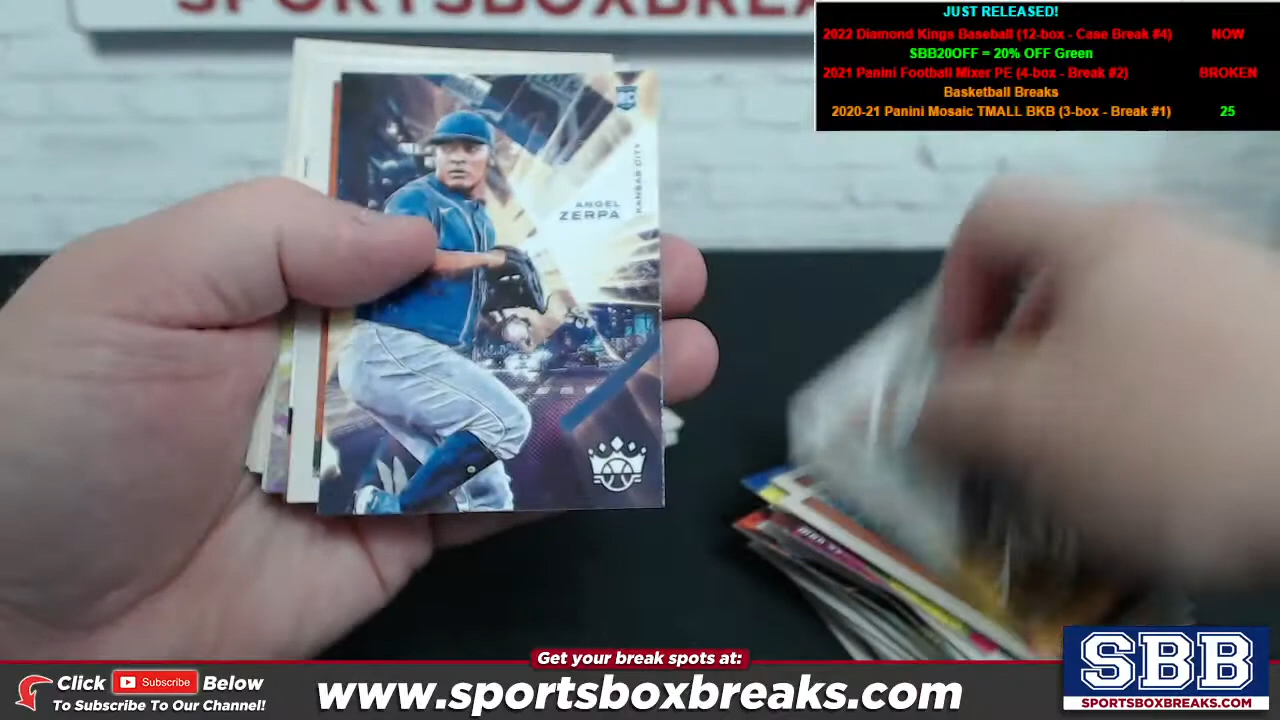 SPORTSBOXBREAKS
JUST RELEASED!
2022 Diamond Kings Baseball (12-box - Case Break #4) NOW
SBB20OFF = 20% OFF Green
2021 Panini Football Mixer PE (4-box - Break #2) BROKEN
Basketball Breaks
2020-21 Panini Mosaic TMALL BKB (3-box - Break #1) 25
RC
KANSAS CITY
ANGEL
ZERPA
Get your break spots at:
Click Subscribe Below
To Subscribe To Our Channel!
www.sportsboxbreaks.com
SBB
SPORTSBOXBREAKS.COM